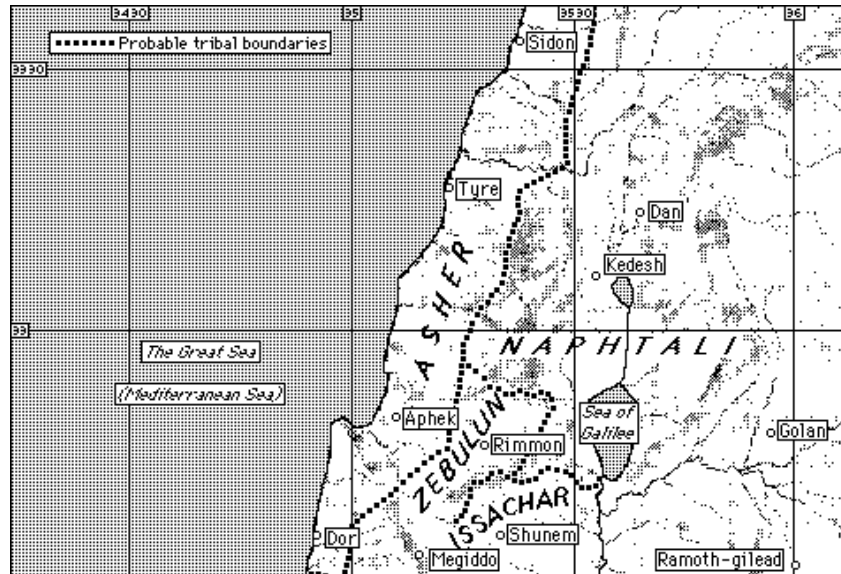 3430
35
3530
36
Probable tribal boundaries
Sidon
3330
Tyre
Dan
Kedesh
ASHER
33
NAPHTALI
The Great Sea
(Mediterranean Sea)
Sea of
Galilee
Aphek
Golan
Rimmon
ZEBULUN
ISSACHAR
Dor
Shunem
Megiddo
Ramoth-gilead